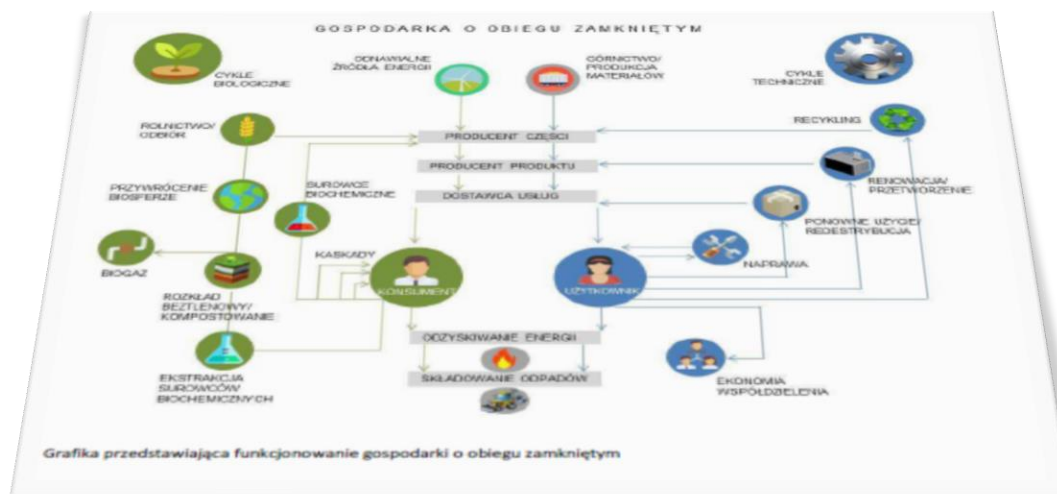 GOSPODARKA O OBIEGU ZAMKNIĘTYM
CYKLE
BIOLOGICZNE
ODNAWIALNE
ŹRÓDŁA ENERGII
GÓRNICTWO/
PRODUKCJA
MATERIAŁÓW
CYKLE
TECHNICZNE
ROLNICTWO/
ODBIÓR
PRODUCENT CZĘŚCI
RECYKLING
PRODUCENT PRODUKTU
RENOWACJA/
PRZETWORZENIE
PRZYWRÓCENIE
BIOSFERZE
SUROWCE
BIOCHEMICZNE
DOSTAWCA USŁUG
PONOWNE UŻYCIE/
REDESTRYBUCJA
BIOGAZ
KASKADY
KONSUMENT
UŻYTKOWNIK
NAPRAWA
ROZKŁAD
BEZTLENOWY/
KOMPOSTOWANIE
ODZYSKIWANIE ENERGII
EKSTRAKCJA
SUROWCÓW
BIOCHEMICZNYCH
SKŁADOWANIE ODPADÓW
EKONOMIA
WSPÓŁDZIELENIA
Grafika przedstawiająca funkcjonowanie gospodarki o obiegu zamkniętym